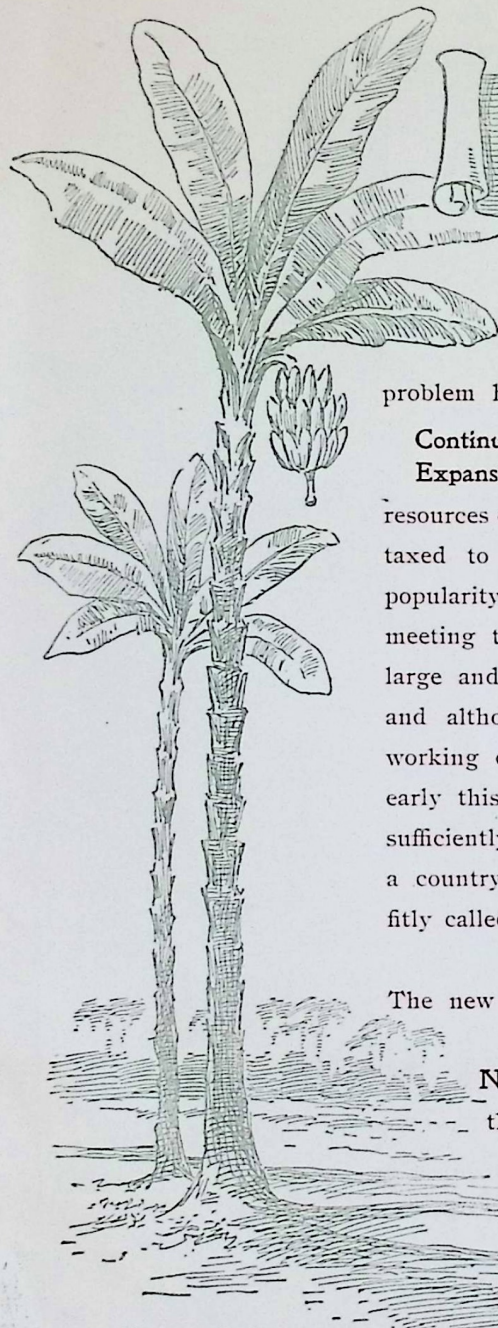 problem
Continu
Expans
resources
taxed to
popularity
meeting t
large and
and altho
working
early this
sufficiently
a country
fitly calle
The new
N
th